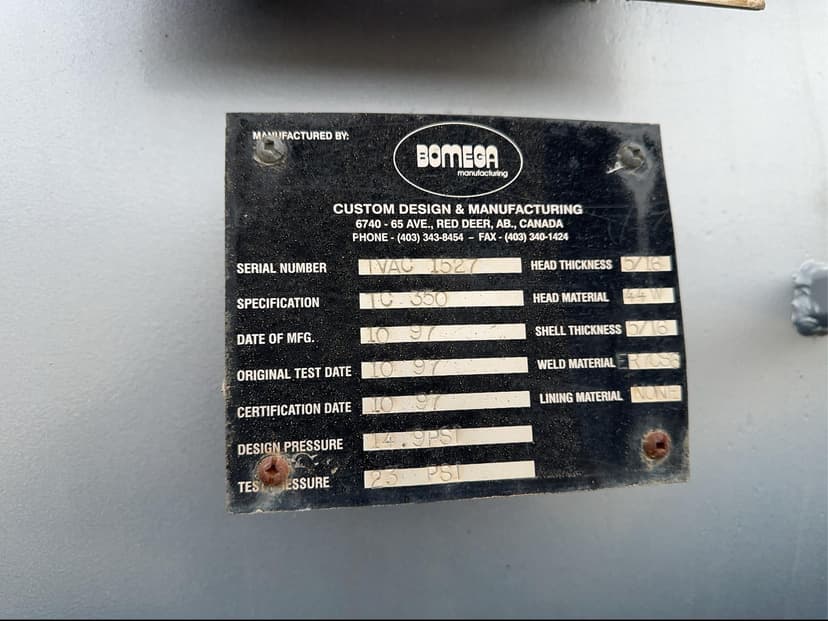 MANUFACTURED BY:
BOMEGA
manufacturing
CUSTOM DESIGN & MANUFACTURING
6740 - 65 AVE., RED DEER, AB., CANADA
PHONE - (403) 343-8454 – FAX - (403) 340-1424
SERIAL NUMBER TVAC 1527 HEAD THICKNESS 5/16
SPECIFICATION TC 350 HEAD MATERIAL 44W
DATE OF MFG. 10 97 SHELL THICKNESS 5/16
ORIGINAL TEST DATE 10 97 WELD MATERIAL ER70S6
CERTIFICATION DATE 10 97 LINING MATERIAL NONE
DESIGN PRESSURE 14.9PSI
TEST PRESSURE 23 PSI